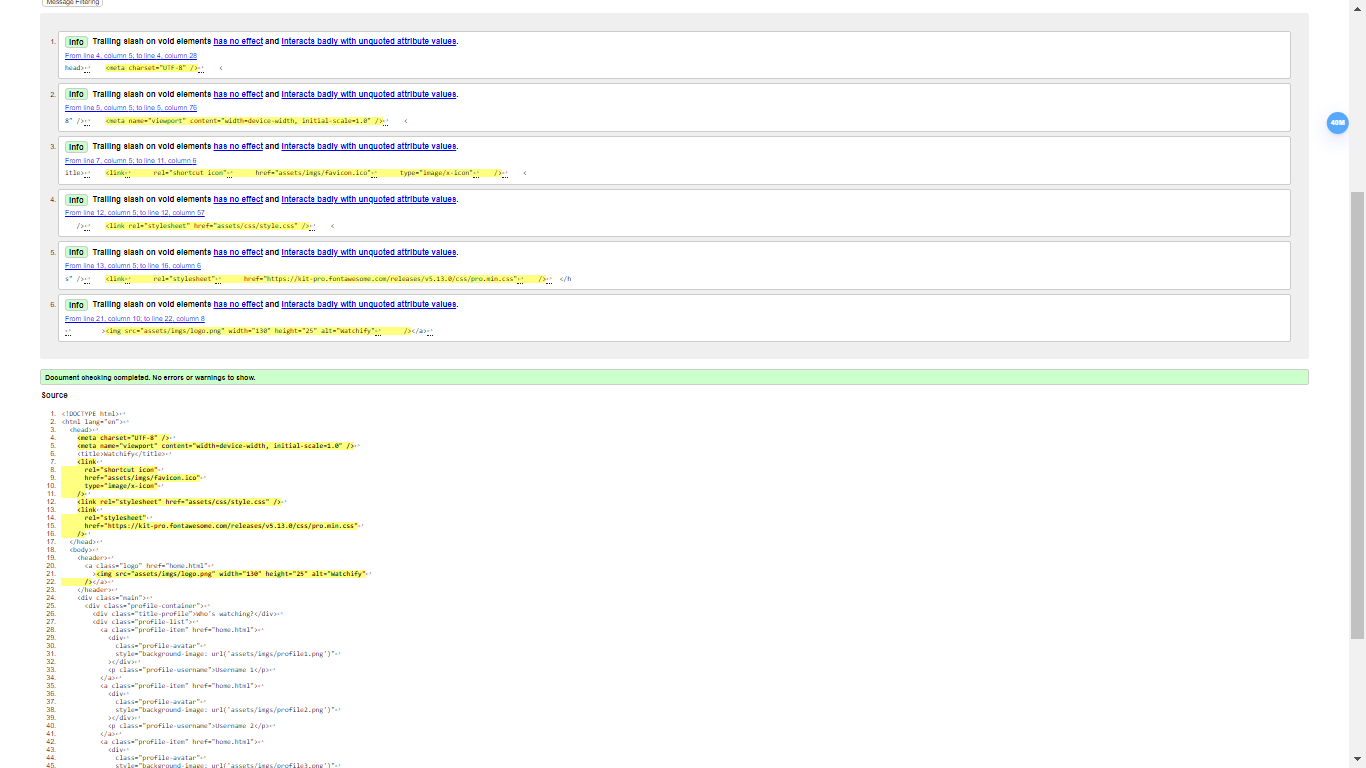 Message Filtering
1. Info Trailing slash on void elements has no effect and interacts badly with unquoted attribute values.
From line 4, column 5; to line 4, column 28
head>↩ <meta charset="UTF-8" />↩ <
2. Info Trailing slash on void elements has no effect and interacts badly with unquoted attribute values.
From line 5, column 5; to line 5, column 76
8" />↩ <meta name="viewport" content="width=device-width, initial-scale=1.0" />↩ <
3. Info Trailing slash on void elements has no effect and interacts badly with unquoted attribute values.
From line 7, column 5; to line 11, column 6
itle>↩ <link↩ rel="shortcut icon"↩ href="assets/imgs/favicon.ico"↩ type="image/x-icon"↩ />↩ <
4. Info Trailing slash on void elements has no effect and interacts badly with unquoted attribute values.
From line 12, column 5; to line 12, column 57
/>↩ <link rel="stylesheet" href="assets/css/style.css" />↩ <
5. Info Trailing slash on void elements has no effect and interacts badly with unquoted attribute values.
From line 13, column 5; to line 16, column 6
s" />↩ <link↩ rel="stylesheet"↩ href="https://kit-pro.fontawesome.com/releases/v5.13.0/css/pro.min.css"↩ />↩ </h
6. Info Trailing slash on void elements has no effect and interacts badly with unquoted attribute values.
From line 21, column 10; to line 22, column 8
↩ ><img src="assets/imgs/logo.png" width="130" height="25" alt="Watchify"↩ /></a>↩
40M
Document checking completed. No errors or warnings to show.
Source
1. <!DOCTYPE html>↩
2. <html lang="en">↩
3. <head>↩
4. <meta charset="UTF-8" />↩
5. <meta name="viewport" content="width=device-width, initial-scale=1.0" />↩
6. <title>Watchify</title>↩
7. <link↩
8. rel="shortcut icon"↩
9. href="assets/imgs/favicon.ico"↩
10. type="image/x-icon"↩
11. />↩
12. <link rel="stylesheet" href="assets/css/style.css" />↩
13. <link↩
14. rel="stylesheet"↩
15. href="https://kit-pro.fontawesome.com/releases/v5.13.0/css/pro.min.css"↩
16. />↩
17. </head>↩
18. <body>↩
19. <header>↩
20. <a class="logo" href="home.html"↩
21. ><img src="assets/imgs/logo.png" width="130" height="25" alt="Watchify"↩
22. /></a>↩
23. </header>↩
24. <div class="main">↩
25. <div class="profile-container">↩
26. <div class="title-profile">Who's watching?</div>↩
27. <div class="profile-list">↩
28. <a class="profile-item" href="home.html">↩
29. <div↩
30. class="profile-avatar"↩
31. style="background-image: url('assets/imgs/profile1.png')"↩
32. ></div>↩
33. <p class="profile-username">Username 1</p>↩
34. </a>↩
35. <a class="profile-item" href="home.html">↩
36. <div↩
37. class="profile-avatar"↩
38. style="background-image: url('assets/imgs/profile2.png')"↩
39. ></div>↩
40. <p class="profile-username">Username 2</p>↩
41. </a>↩
42. <a class="profile-item" href="home.html">↩
43. <div↩
44. class="profile-avatar"↩
45. style="background-image: url('assets/imgs/profile3.png')"↩